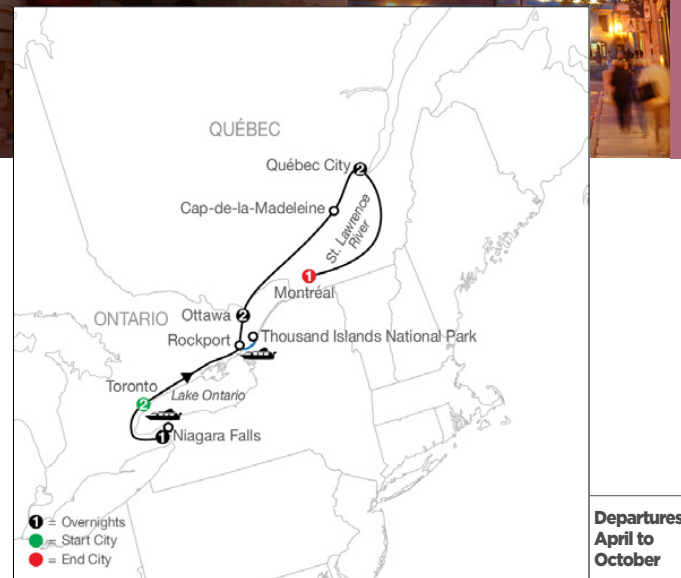 QUÉBEC
Québec City
2
Cap-de-la-Madeleine
St. Lawrence
River
1
Montréal
ONTARIO
Ottawa
2
Rockport
Thousand Islands National Park
Toronto
2
Lake Ontario
1
Niagara Falls
1 = Overnights
= Start City
= End City
Departures
April to
October